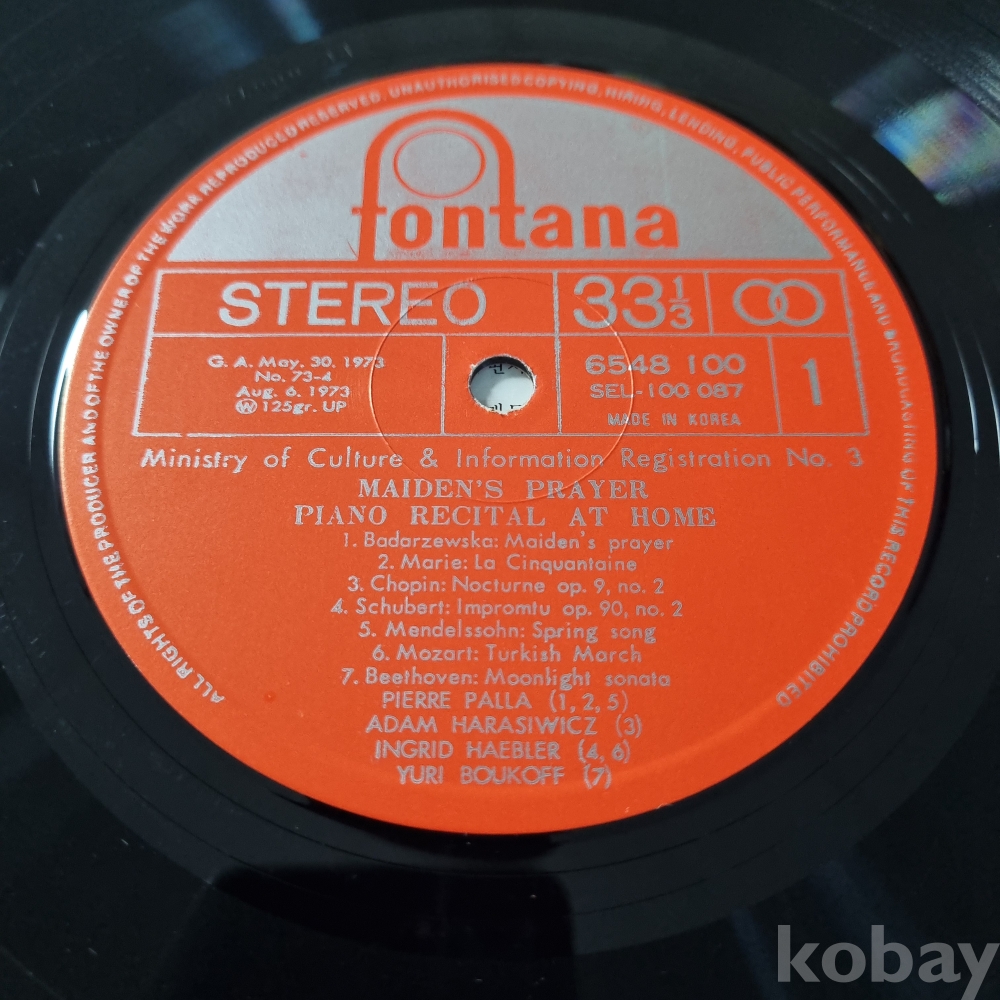 ALL RIGHTS OF THE PRODUCER AND OF THE OWNER OF THE WORK REPRODUCED RESERVED. UNAUTHORISED COPYING, HIRING, LENDING, PUBLIC PERFORMANCE AND BROADCASTING OF THIS RECORD PROHIBITED
fontana
STEREO
33 1/3
G. A. May. 30. 1973
No. 73-4
Aug. 6. 1973
Ⓦ 125gr. UP
6548 100
SEL-100 087
MADE IN KOREA
1
Ministry of Culture & Information Registration No. 3
MAIDEN'S PRAYER
PIANO RECITAL AT HOME
1. Badarzewska: Maiden's prayer
2. Marie: La Cinquantaine
3. Chopin: Nocturne op. 9, no. 2
4. Schubert: Impromtu op. 90, no. 2
5. Mendelssohn: Spring song
6. Mozart: Turkish March
7. Beethoven: Moonlight sonata
PIERRE PALLA (1, 2, 5)
ADAM HARASIWICZ (3)
INGRID HAEBLER (4, 6)
YURI BOUKOFF (7)
kobay